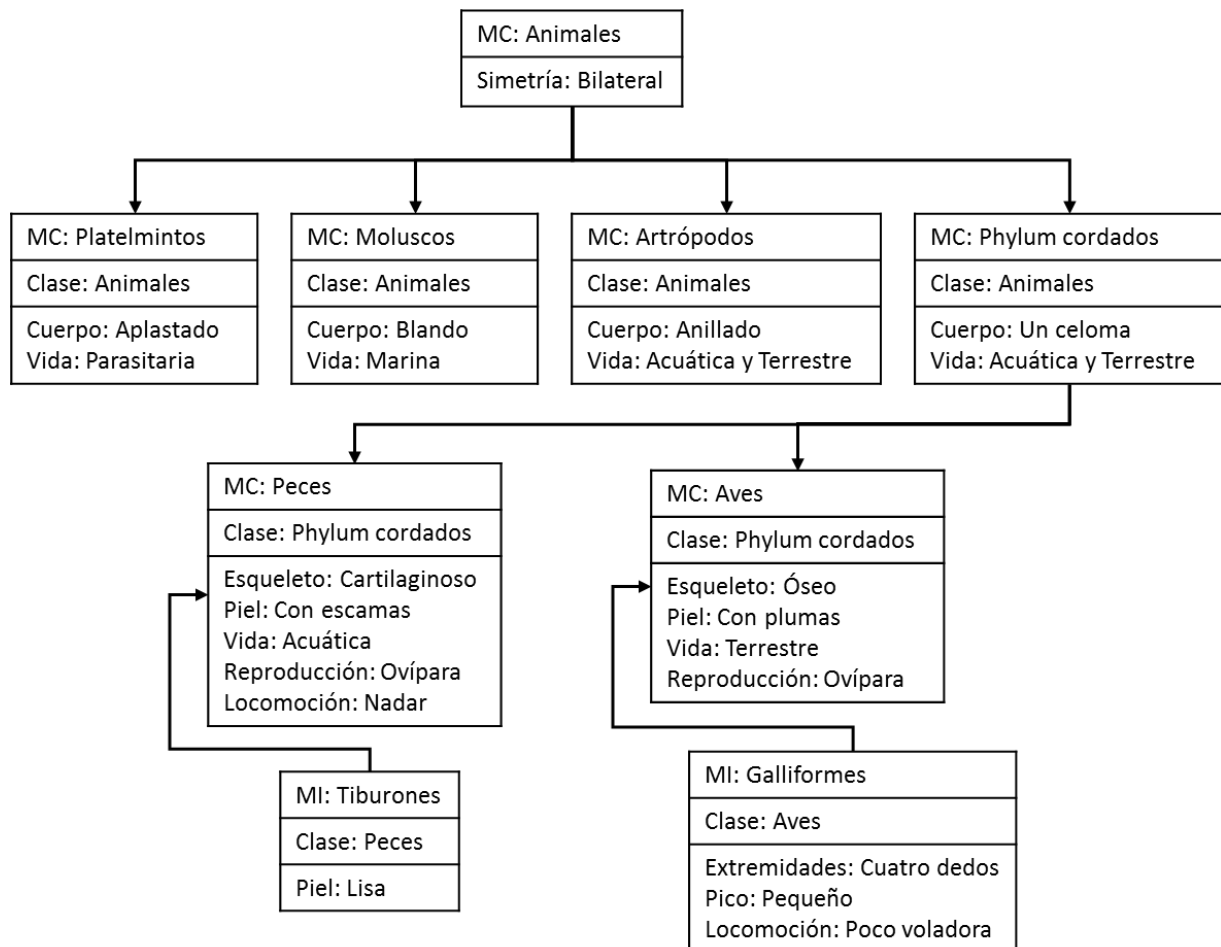 MC: Animales
Simetría: Bilateral
MC: Platelmintos
Clase: Animales
Cuerpo: Aplastado
Vida: Parasitaria
MC: Moluscos
Clase: Animales
Cuerpo: Blando
Vida: Marina
MC: Artrópodos
Clase: Animales
Cuerpo: Anillado
Vida: Acuática y Terrestre
MC: Phylum cordados
Clase: Animales
Cuerpo: Un celoma
Vida: Acuática y Terrestre
MC: Peces
Clase: Phylum cordados
Esqueleto: Cartilaginoso
Piel: Con escamas
Vida: Acuática
Reproducción: Ovípara
Locomoción: Nadar
MC: Aves
Clase: Phylum cordados
Esqueleto: Óseo
Piel: Con plumas
Vida: Terrestre
Reproducción: Ovípara
MI: Tiburones
Clase: Peces
Piel: Lisa
MI: Galliformes
Clase: Aves
Extremidades: Cuatro dedos
Pico: Pequeño
Locomoción: Poco voladora